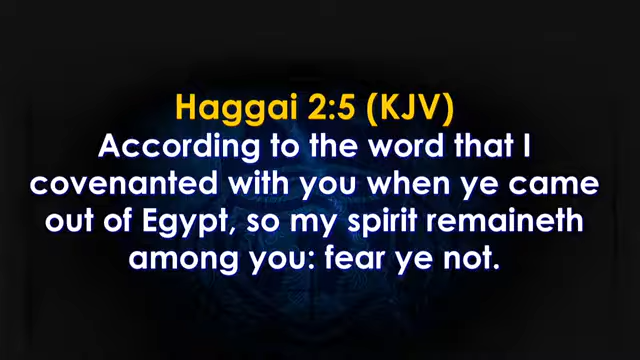 Haggai 2:5 (KJV)
According to the word that I
covenanted with you when ye came
out of Egypt, so my spirit remaineth
among you: fear ye not.